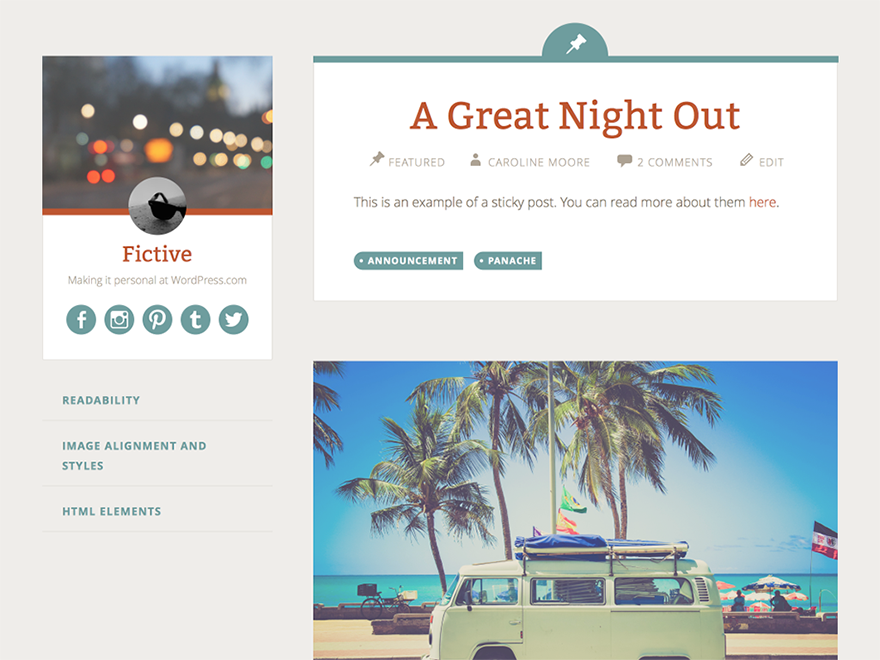 Fictive
Making it personal at WordPress.com
READABILITY
IMAGE ALIGNMENT AND
STYLES
HTML ELEMENTS
A Great Night Out
FEATURED CAROLINE MOORE 2 COMMENTS EDIT
This is an example of a sticky post. You can read more about them here.
ANNOUNCEMENT PANACHE